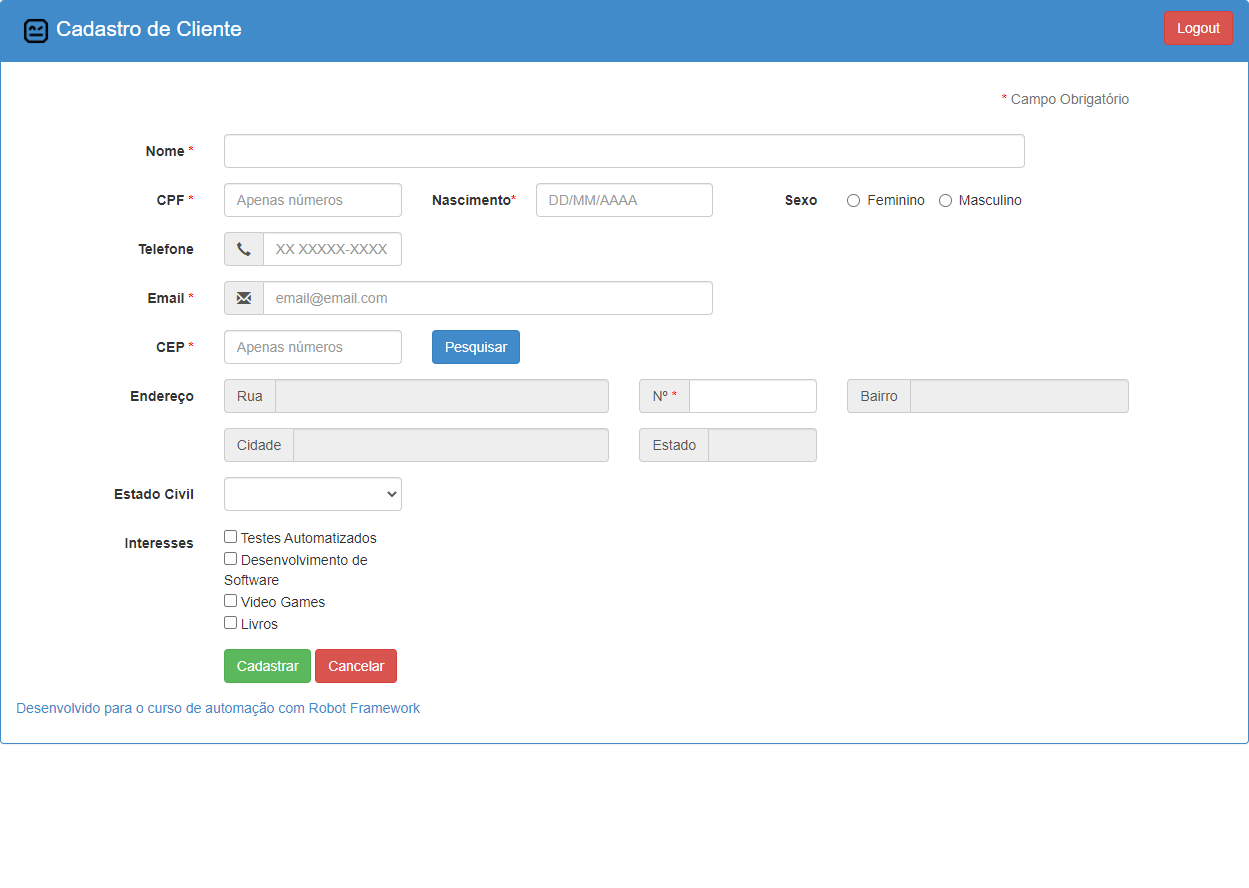 Cadastro de Cliente
Logout
* Campo Obrigatório
Nome *
CPF * Apenas números Nascimento* DD/MM/AAAA Sexo Feminino Masculino
Telefone XX XXXXX-XXXX
Email * email@email.com
CEP * Apenas números Pesquisar
Endereço Rua Nº * Bairro
Cidade Estado
Estado Civil
Interesses Testes Automatizados
Desenvolvimento de
Software
Video Games
Livros
Cadastrar Cancelar
Desenvolvido para o curso de automação com Robot Framework